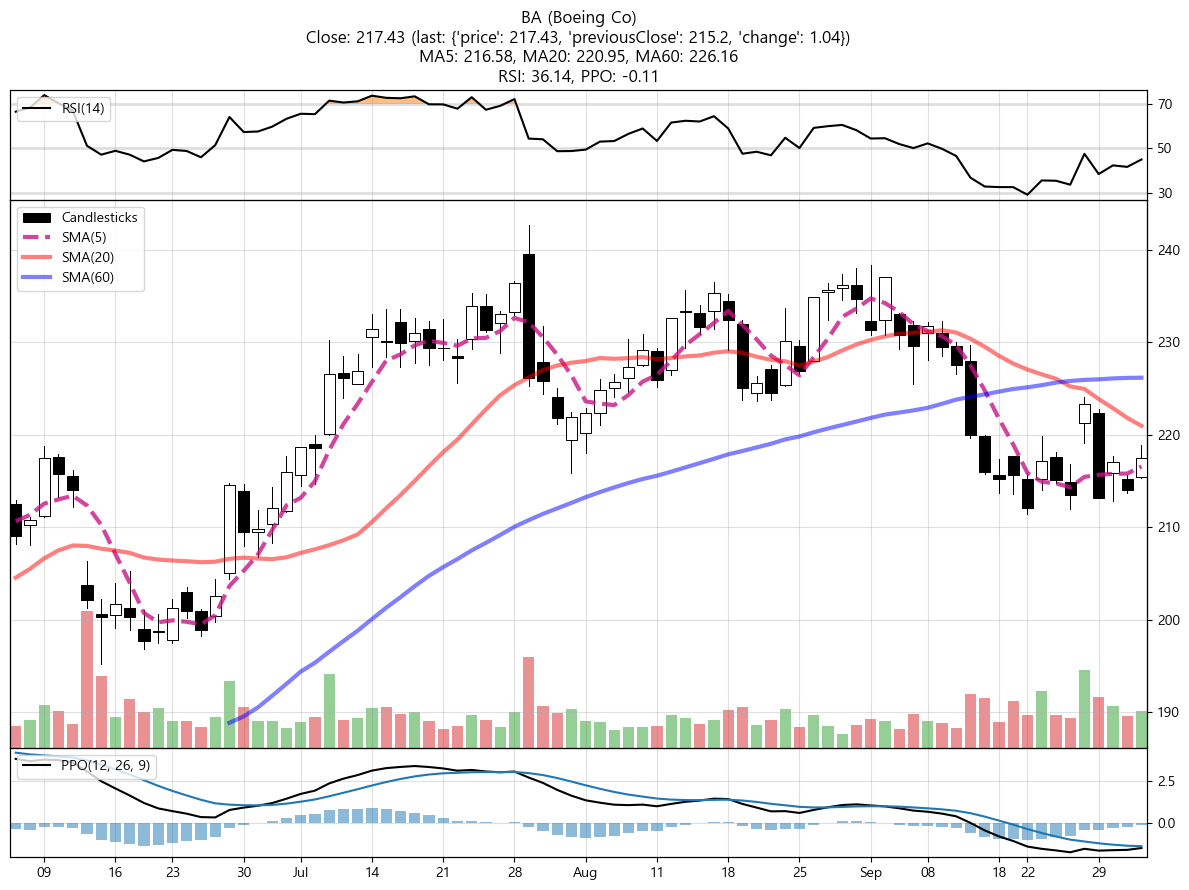 BA (Boeing Co)
Close: 217.43 (last: {'price': 217.43, 'previousClose': 215.2, 'change': 1.04})
MA5: 216.58, MA20: 220.95, MA60: 226.16
RSI: 36.14, PPO: -0.11
RSI(14)
70
50
30
Candlesticks
SMA(5)
SMA(20)
SMA(60)
240
230
220
210
200
190
PPO(12, 26, 9)
2.5
0.0
09 16 23 30 Jul 14 21 28 Aug 11 18 25 Sep 08 18 22 29